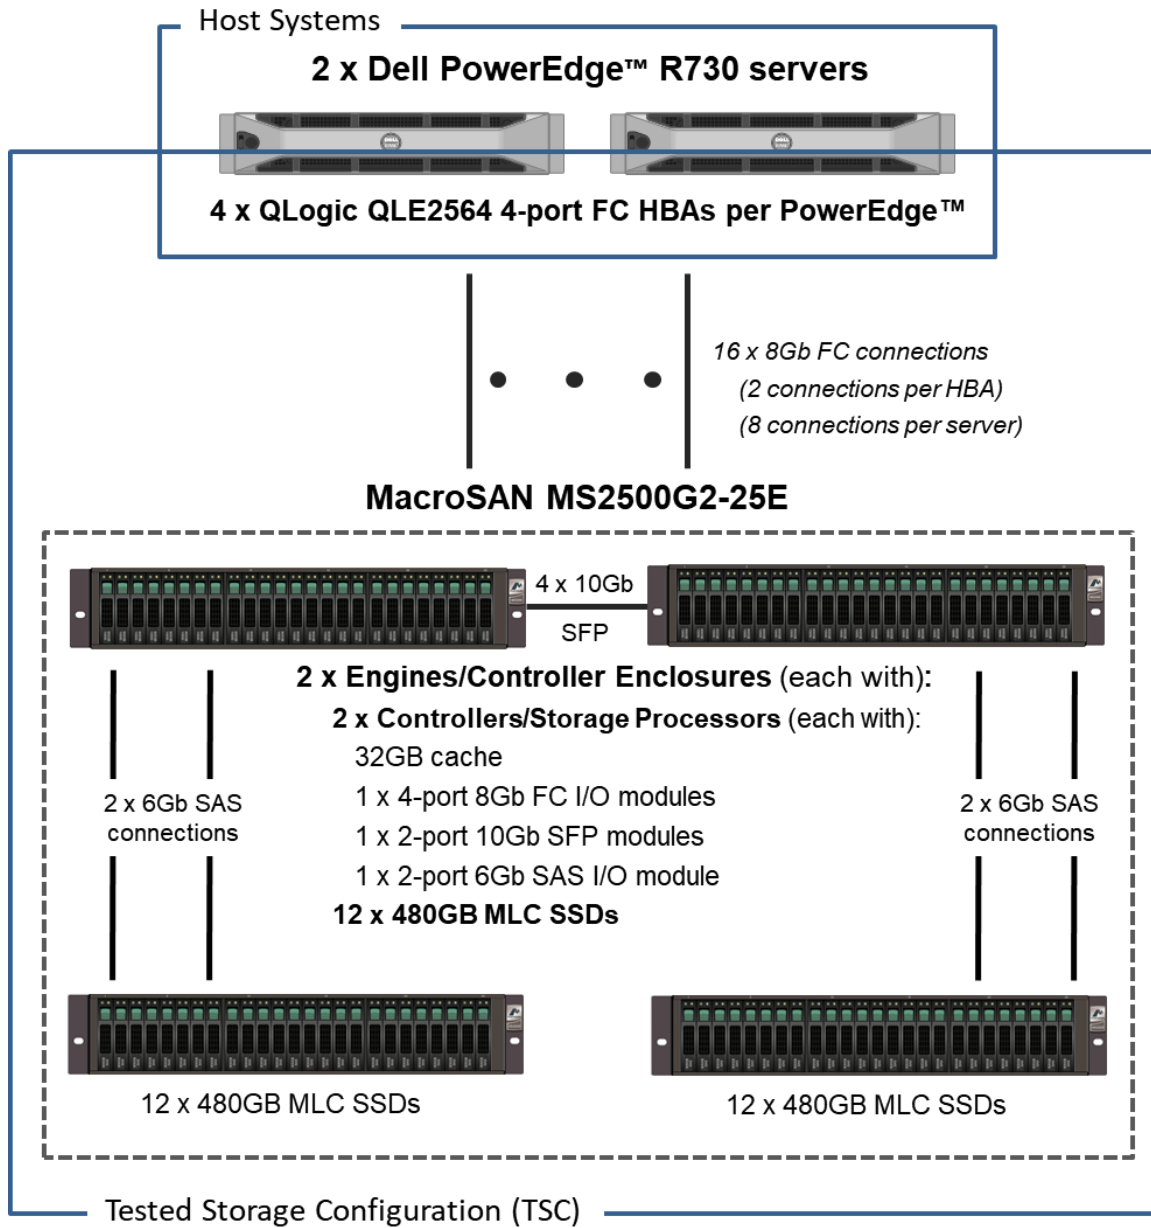 Host Systems
2 x Dell PowerEdge™ R730 servers
4 x QLogic QLE2564 4-port FC HBAs per PowerEdge™
16 x 8Gb FC connections
(2 connections per HBA)
(8 connections per server)
MacroSAN MS2500G2-25E
4 x 10Gb
SFP
2 x Engines/Controller Enclosures (each with):
2 x Controllers/Storage Processors (each with):
32GB cache
1 x 4-port 8Gb FC I/O modules
1 x 2-port 10Gb SFP modules
1 x 2-port 6Gb SAS I/O module
12 x 480GB MLC SSDs
2 x 6Gb SAS
connections
2 x 6Gb SAS
connections
12 x 480GB MLC SSDs
12 x 480GB MLC SSDs
Tested Storage Configuration (TSC)